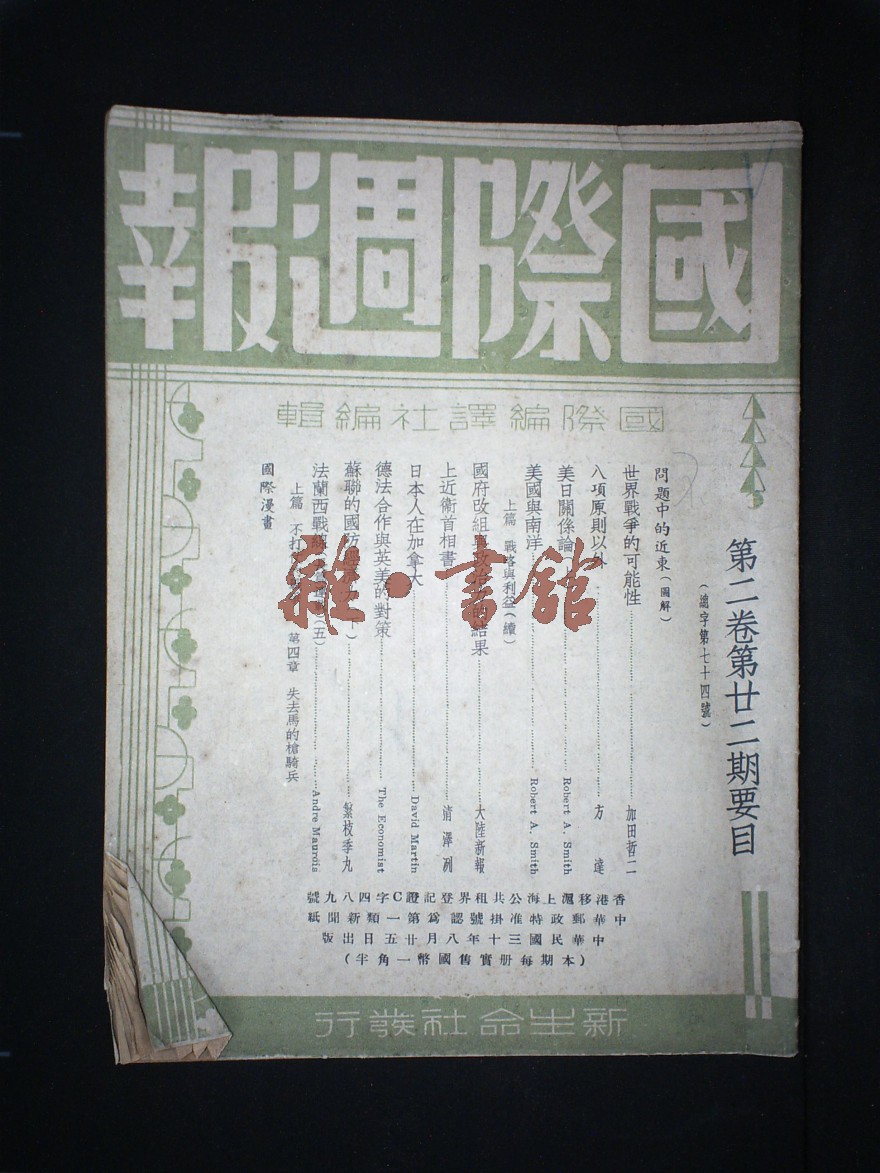 國際週報
國際編譯社編輯
第二卷第廿二期要目
(總字第七十四號)
問題中的近東(圖解)
世界戰爭的可能性 加田哲二
八項原則以外 方達
美日關係論 Robert A. Smith
美國與南洋 Robert A. Smith
上篇 戰略與利益(續)
國府改組與政治 結果 大陸新報
上近衛首相書 清澤冽
日本人在加拿大 David Martin
德法合作與英美的對策 The Economist
蘇聯的國防 下) 繁枝季九
法蘭西戰 (五) Andre Maurois
上篇 不打 第四章 失去馬的槍騎兵
國際漫畫
香港移滬上海公共租界登記證C字四八九號
中華郵政特准掛號認為第一類新聞紙
中華民國三十年八月廿五日出版
(本期每冊實售國幣一角半)
新生命社發行
雜·書館